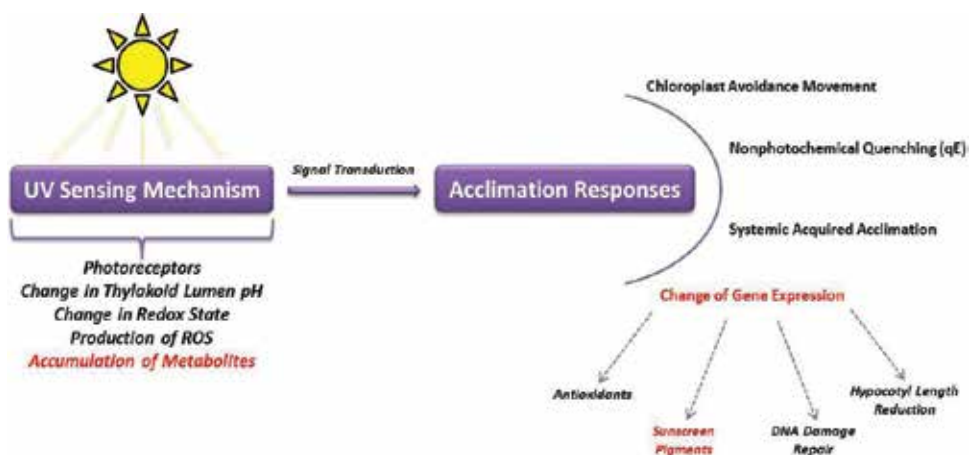 Chloroplast Avoidance Movement
Nonphotochemical Quenching (qE)
UV Sensing Mechanism
Signal Transduction
Acclimation Responses
Systemic Acquired Acclimation
Photoreceptors
Change in Thylakoid Lumen pH
Change in Redox State
Production of ROS
Accumulation of Metabolites
Change of Gene Expression
Antioxidants
Sunscreen
Pigments
DNA Damage
Repair
Hypocotyl Length
Reduction